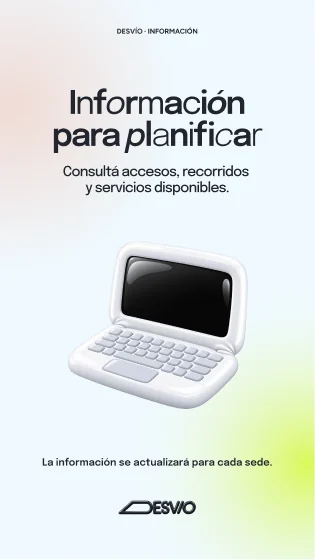 DESVÍO · INFORMACIÓN
Información
para planificar
Consultá accesos, recorridos
y servicios disponibles.
La información se actualizará para cada sede.
DESVIO